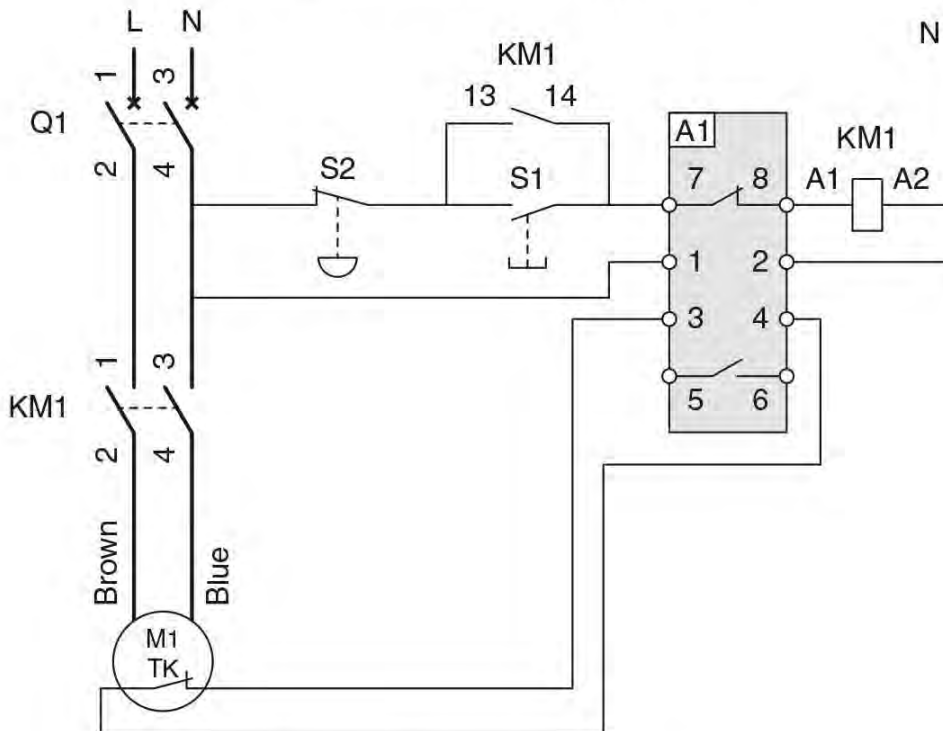 L N
N
1 3
Q1
2 4
KM1
13 14
S2
S1
A1
7 8
1 2
3 4
5 6
KM1
A1 A2
1 3
KM1
2 4
Brown
Blue
M1
TK